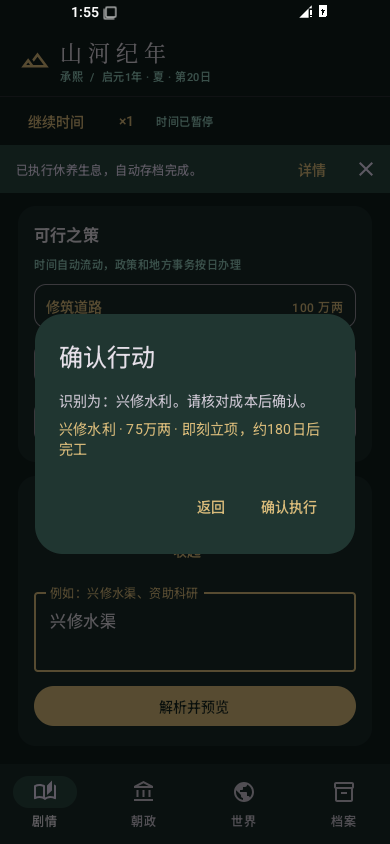 1:55
山河纪年
承熙 / 启元1年 · 夏 · 第20日
继续时间 ×1 时间已暂停
已执行休养生息，自动存档完成。 详情
可行之策
时间自动流动，政策和地方事务按日办理
修筑道路 100 万两
确认行动
识别为：兴修水利。请核对成本后确认。
兴修水利 · 75万两 · 即刻立项，约180日后
完工
返回 确认执行
例如：兴修水渠、资助科研
兴修水渠
解析并预览
剧情 朝政 世界 档案